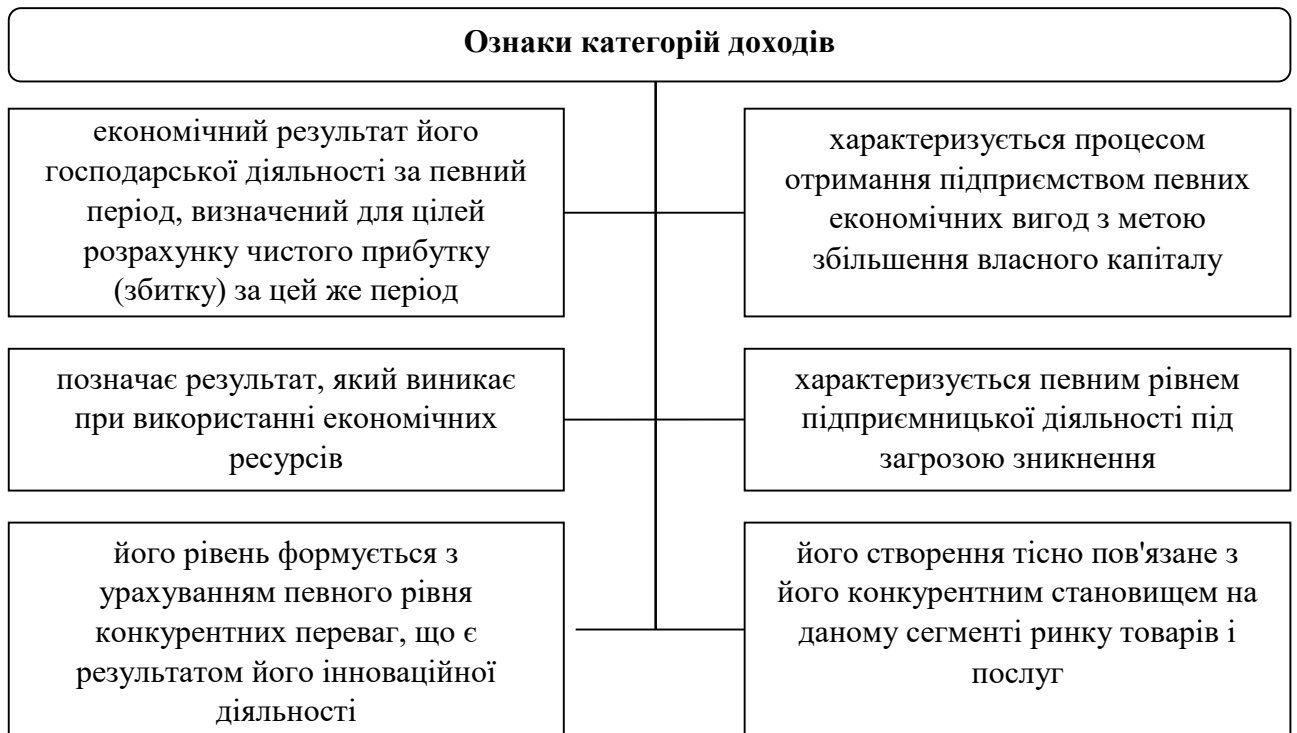 Ознаки категорій доходів
економічний результат його
господарської діяльності за певний
період, визначений для цілей
розрахунку чистого прибутку
(збитку) за цей же період
характеризується процесом
отримання підприємством певних
економічних вигод з метою
збільшення власного капіталу
позначає результат, який виникає
при використанні економічних
ресурсів
характеризується певним рівнем
підприємницької діяльності під
загрозою зникнення
його рівень формується з
урахуванням певного рівня
конкурентних переваг, що є
результатом його інноваційної
діяльності
його створення тісно пов'язане з
його конкурентним становищем на
даному сегменті ринку товарів і
послуг